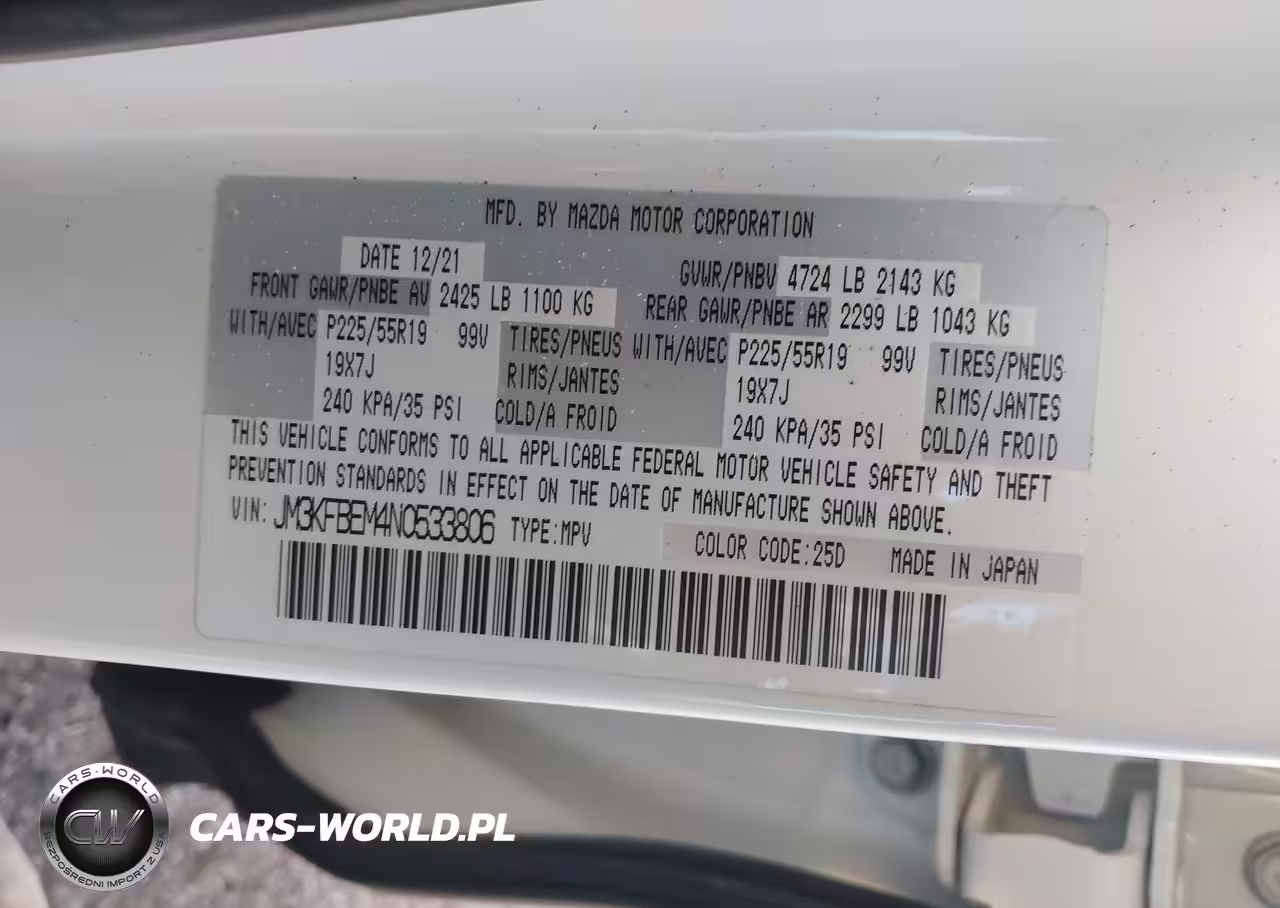 MFD. BY MAZDA MOTOR CORPORATION
DATE 12/21 GVWR/PNBV 4724 LB 2143 KG
FRONT GAWR/PNBE AV 2425 LB 1100 KG REAR GAWR/PNBE AR 2299 LB 1043 KG
WITH/AVEC P225/55R19 99V TIRES/PNEUS WITH/AVEC P225/55R19 99V TIRES/PNEUS
19X7J RIMS/JANTES 19X7J RIMS/JANTES
240 KPA/35 PSI COLD/A FROID 240 KPA/35 PSI COLD/A FROID
THIS VEHICLE CONFORMS TO ALL APPLICABLE FEDERAL MOTOR VEHICLE SAFETY AND THEFT
PREVENTION STANDARDS IN EFFECT ON THE DATE OF MANUFACTURE SHOWN ABOVE.
VIN: JM3KFBEM4N0533806 TYPE:MPV COLOR CODE:25D MADE IN JAPAN
CARS-WORLD
CW
BEZPOŚREDNI IMPORT Z USA
CARS-WORLD.PL